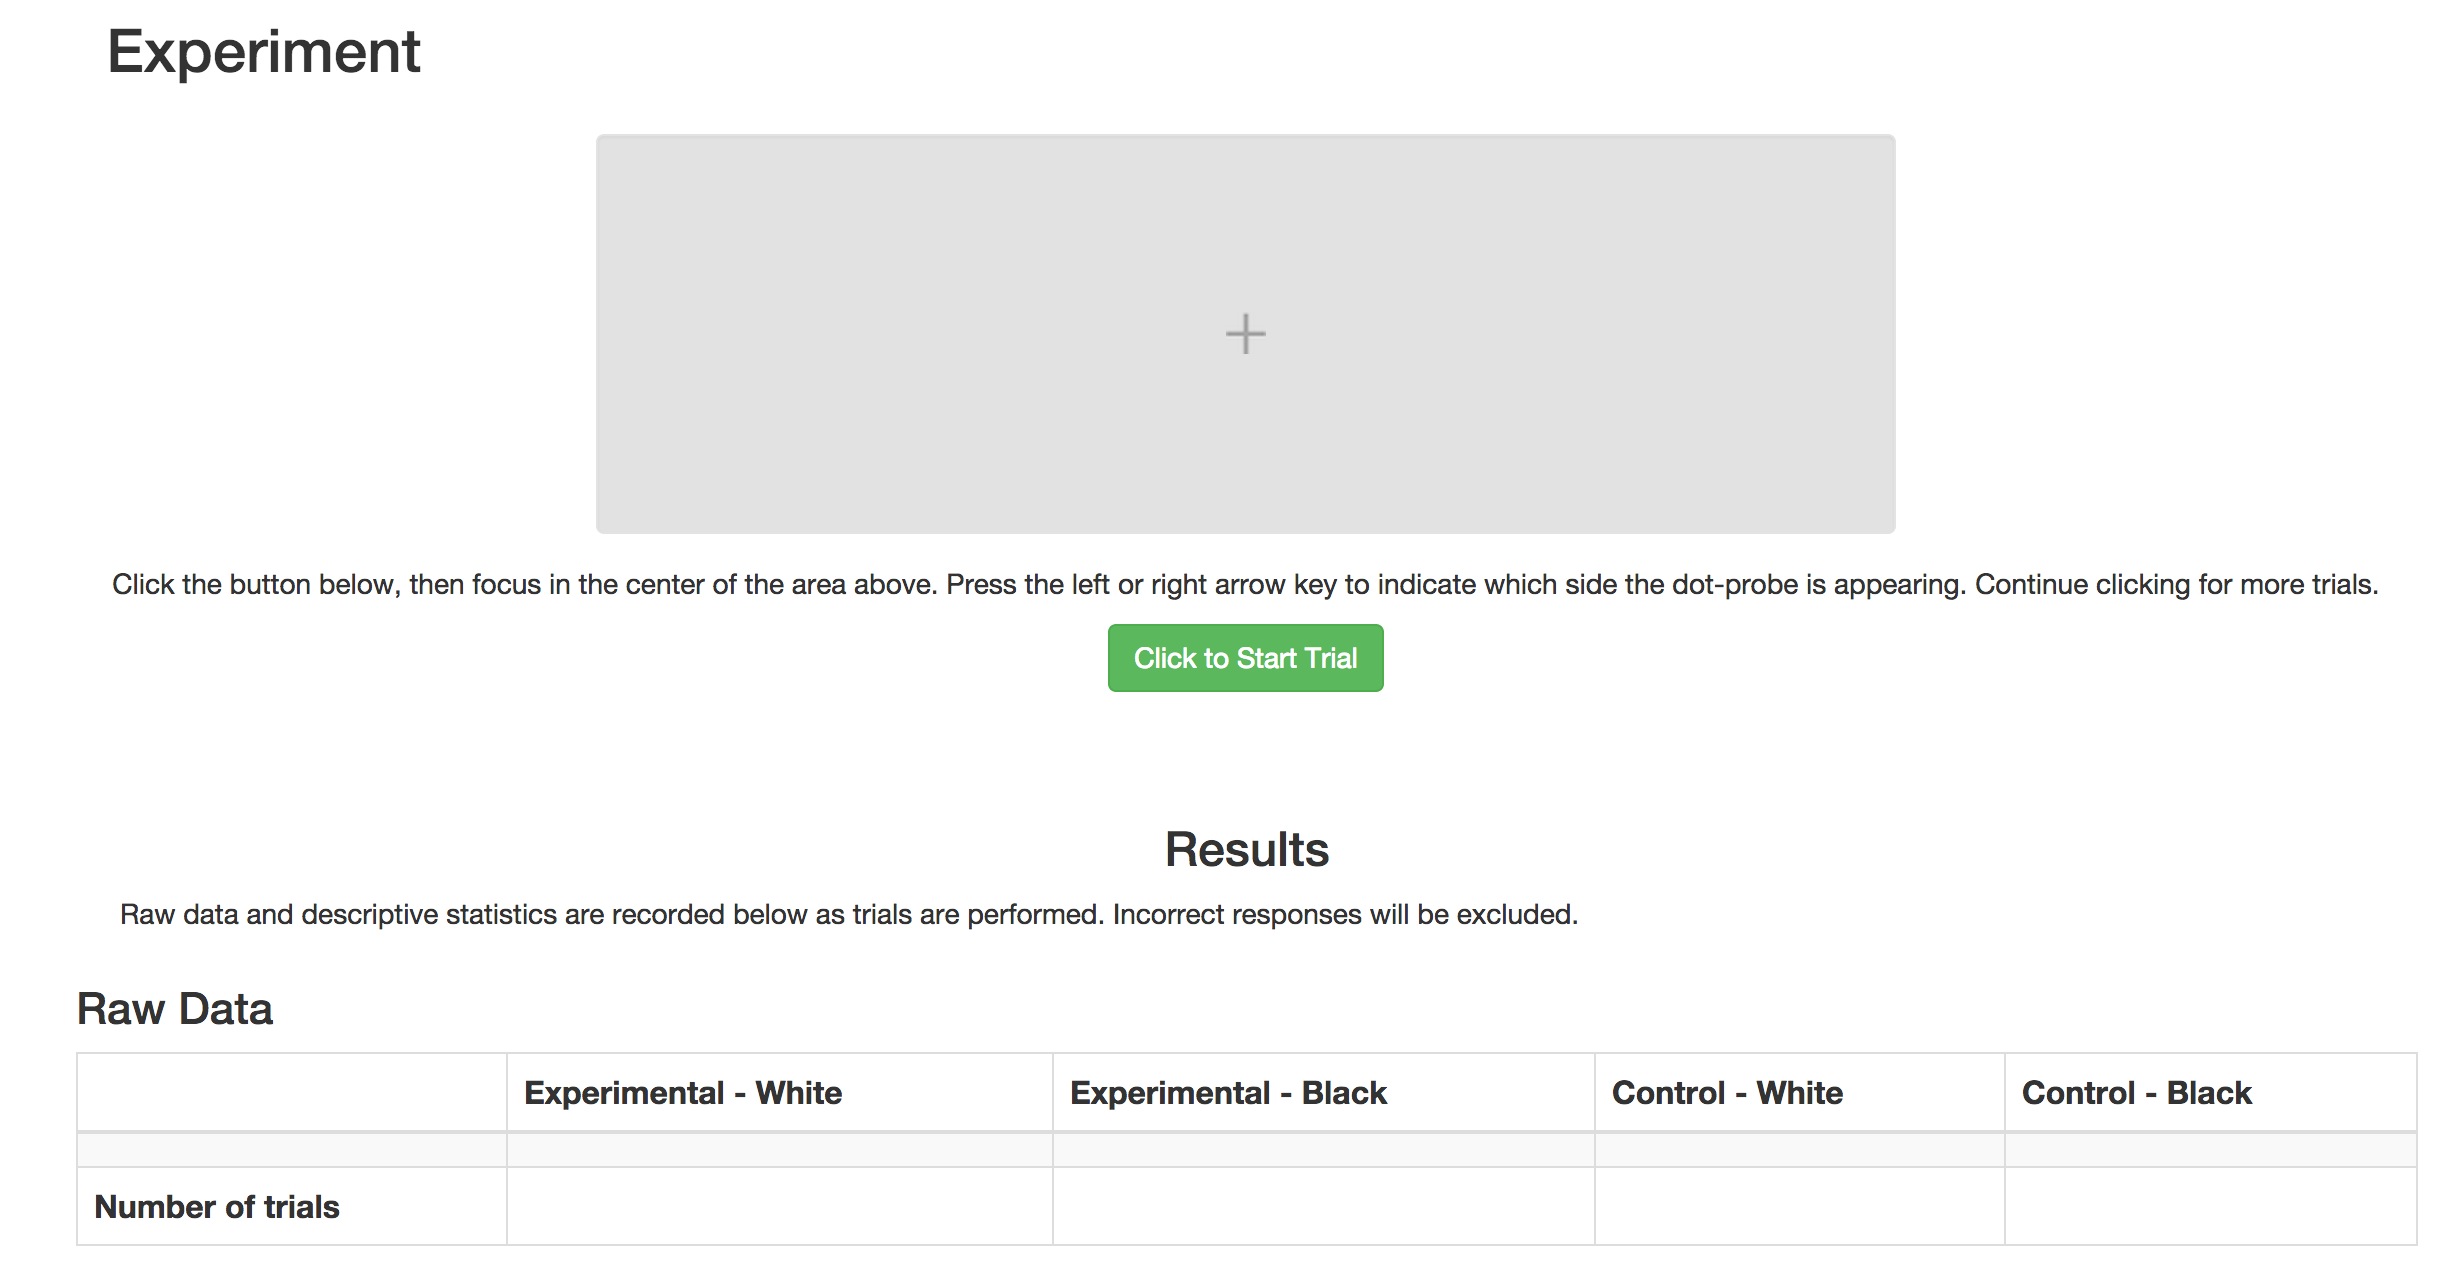 Experiment
Click the button below, then focus in the center of the area above. Press the left or right arrow key to indicate which side the dot-probe is appearing. Continue clicking for more trials.
Click to Start Trial
Results
Raw data and descriptive statistics are recorded below as trials are performed. Incorrect responses will be excluded.
Raw Data
Experimental - White Experimental - Black Control - White Control - Black
Number of trials